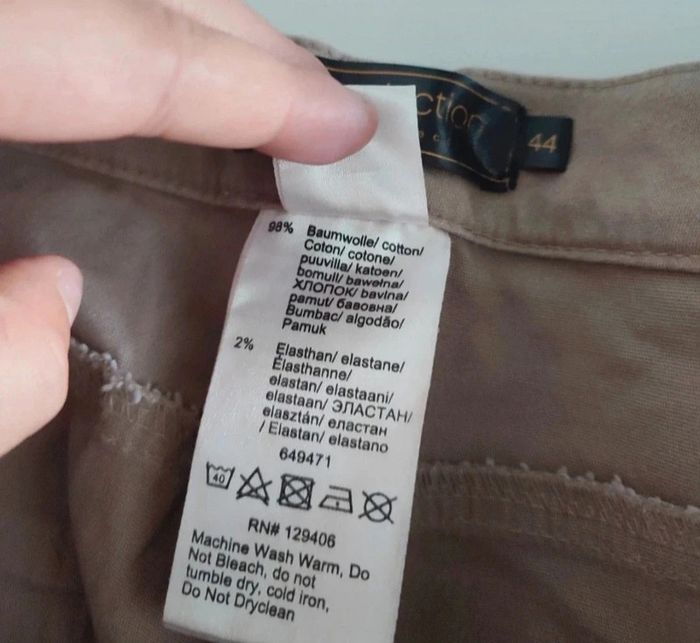 ction
44
98% Baumwolle/ cotton/
Coton/ cotone/
puuvilla/ katoen/
bomull/ bawełna/
ХЛОПОК/ bavlna/
pamut/ бавовна/
Bumbac/ algodão/
Pamuk
2% Elasthan/ elastane/
Élasthanne/
elastan/ elastaani/
elastaan/ ЭЛАСТАН/
elasztán/ еластан
/ Elastan/ elastano
649471
40
RN# 129406
Machine Wash Warm, Do
Not Bleach, do not
tumble dry, cold iron,
Do Not Dryclean